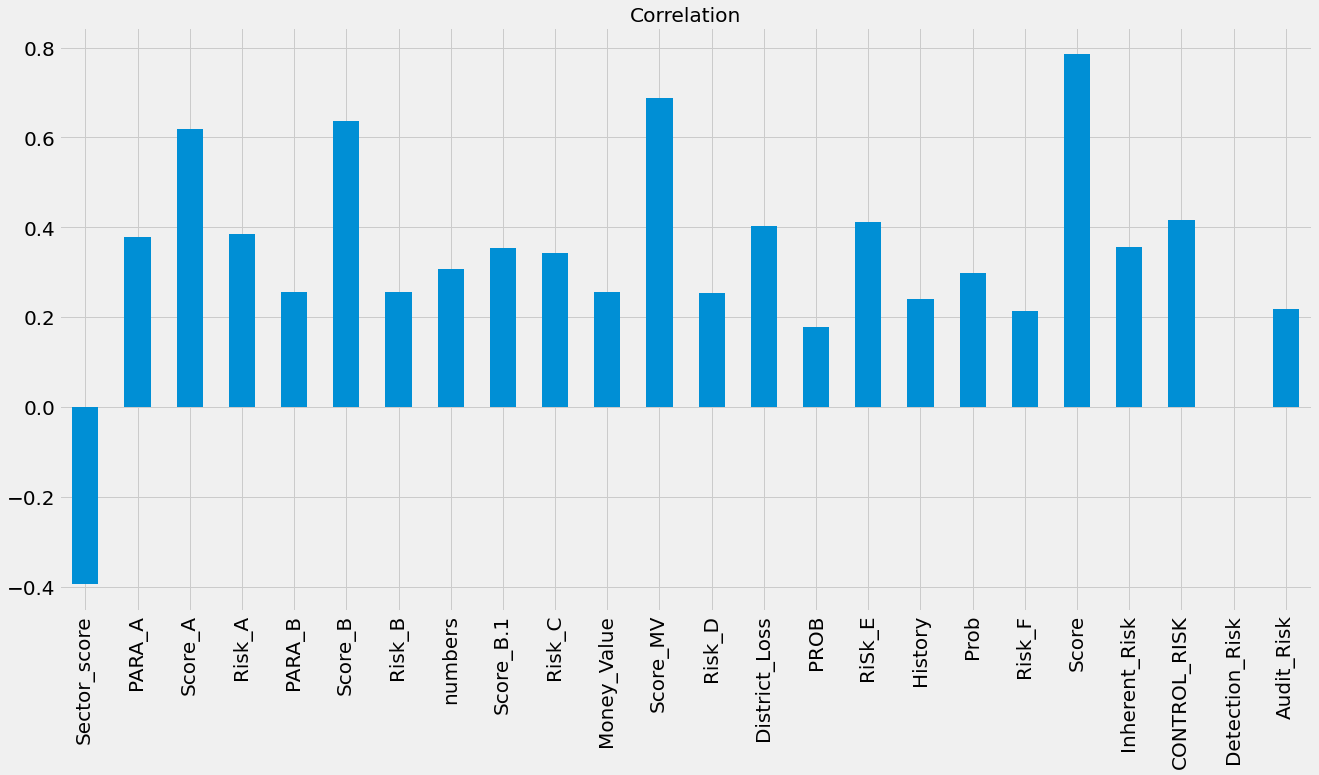 Correlation
0.8
0.6
0.4
0.2
0.0
−0.2
−0.4
Sector_score
PARA_A
Score_A
Risk_A
PARA_B
Score_B
Risk_B
numbers
Score_B.1
Risk_C
Money_Value
Score_MV
Risk_D
District_Loss
PROB
RiSk_E
History
Prob
Risk_F
Score
Inherent_Risk
CONTROL_RISK
Detection_Risk
Audit_Risk